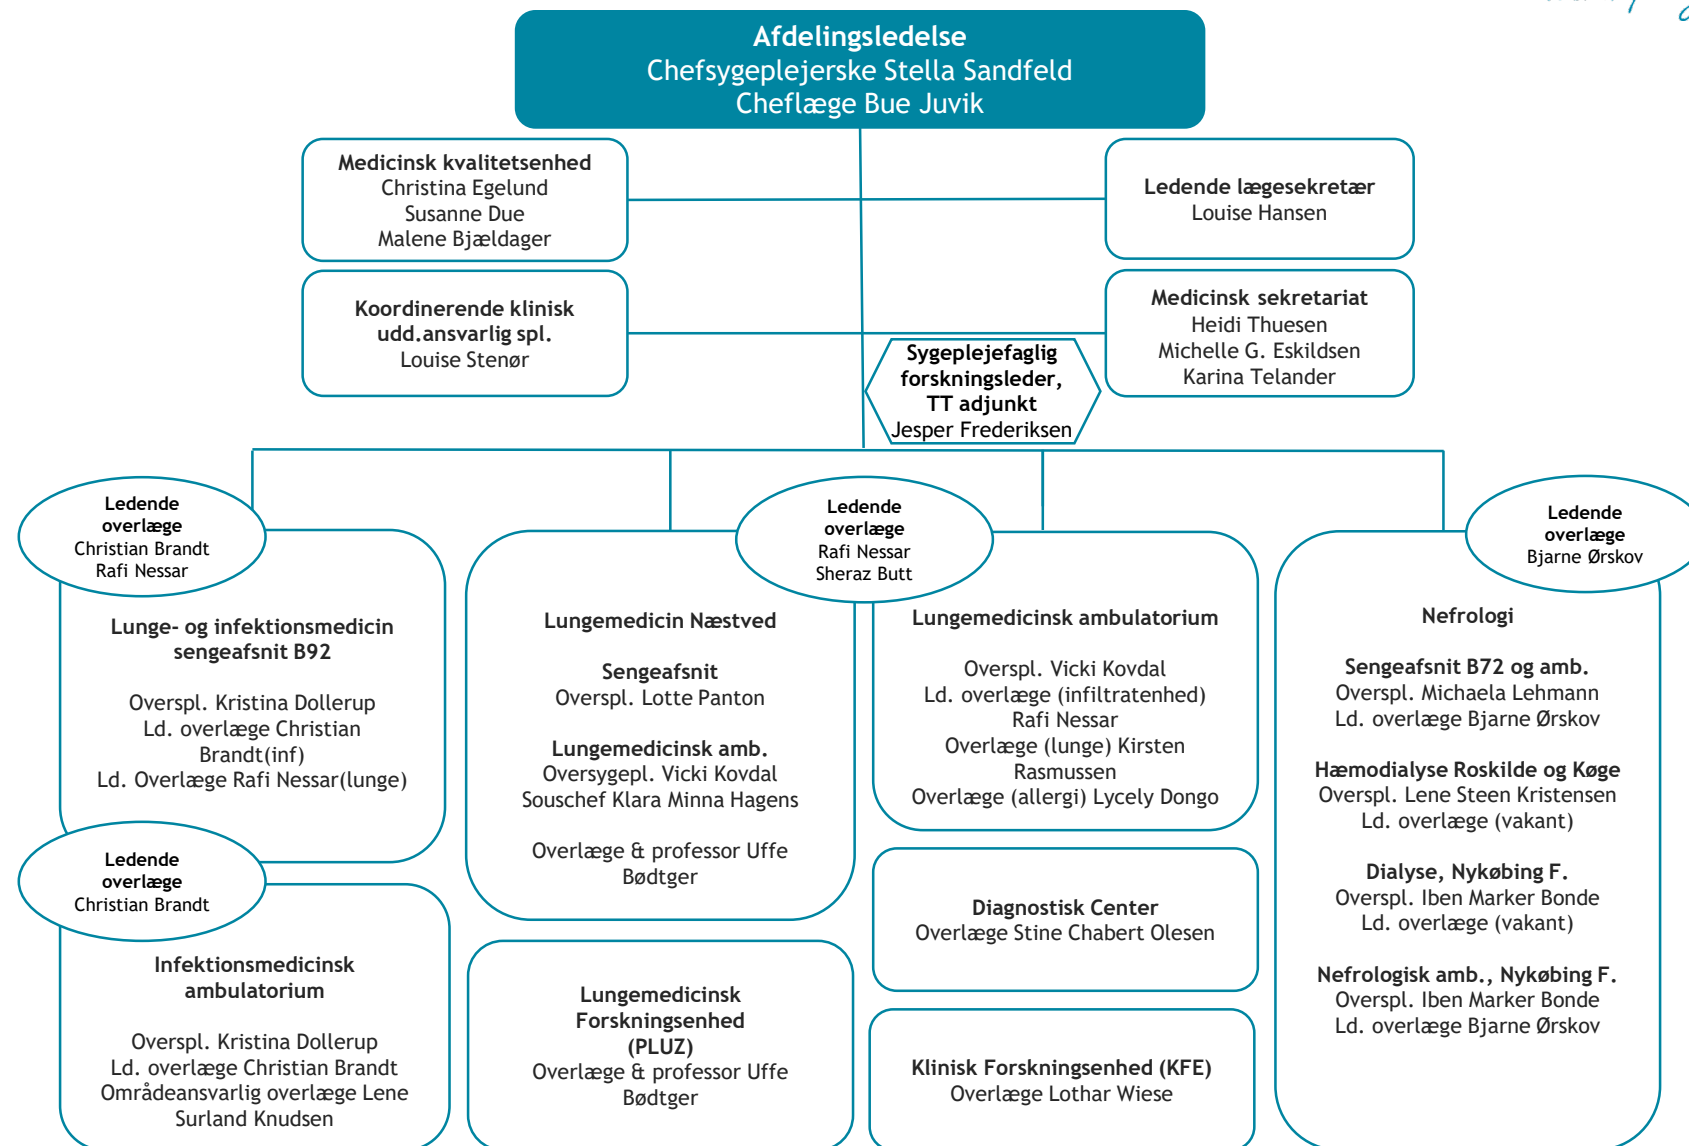 Afdelingsledelse
Chefsygeplejerske Stella Sandfeld
Cheflæge Bue Juvik
Medicinsk kvalitetsenhed
Christina Egelund
Susanne Due
Malene Bjældager
Ledende lægesekretær
Louise Hansen
Koordinerende klinisk
udd.ansvarlig spl.
Louise Stenør
Medicinsk sekretariat
Heidi Thuesen
Michelle G. Eskildsen
Karina Telander
Sygeplejefaglig
forskningsleder,
TT adjunkt
Jesper Frederiksen
Ledende
overlæge
Christian Brandt
Rafi Nessar
Lunge- og infektionsmedicin
sengeafsnit B92
Overspl. Kristina Dollerup
Ld. overlæge Christian
Brandt(inf)
Ld. Overlæge Rafi Nessar(lunge)
Ledende
overlæge
Christian Brandt
Infektionsmedicinsk
ambulatorium
Overspl. Kristina Dollerup
Ld. overlæge Christian Brandt
Områdeansvarlig overlæge Lene
Surland Knudsen
Ledende
overlæge
Rafi Nessar
Sheraz Butt
Lungemedicin Næstved
Sengeafsnit
Overspl. Lotte Panton
Lungemedicinsk amb.
Oversygepl. Vicki Kovdal
Souschef Klara Minna Hagens
Overlæge & professor Uffe
Bødtger
Lungemedicinsk
Forskningsenhed
(PLUZ)
Overlæge & professor Uffe
Bødtger
Lungemedicinsk ambulatorium
Overspl. Vicki Kovdal
Ld. overlæge (infiltratenhed)
Rafi Nessar
Overlæge (lunge) Kirsten
Rasmussen
Overlæge (allergi) Lycely Dongo
Diagnostisk Center
Overlæge Stine Chabert Olesen
Klinisk Forskningsenhed (KFE)
Overlæge Lothar Wiese
Ledende
overlæge
Bjarne Ørskov
Nefrologi
Sengeafsnit B72 og amb.
Overspl. Michaela Lehmann
Ld. overlæge Bjarne Ørskov
Hæmodialyse Roskilde og Køge
Overspl. Lene Steen Kristensen
Ld. overlæge (vakant)
Dialyse, Nykøbing F.
Overspl. Iben Marker Bonde
Ld. overlæge (vakant)
Nefrologisk amb., Nykøbing F.
Overspl. Iben Marker Bonde
Ld. overlæge Bjarne Ørskov